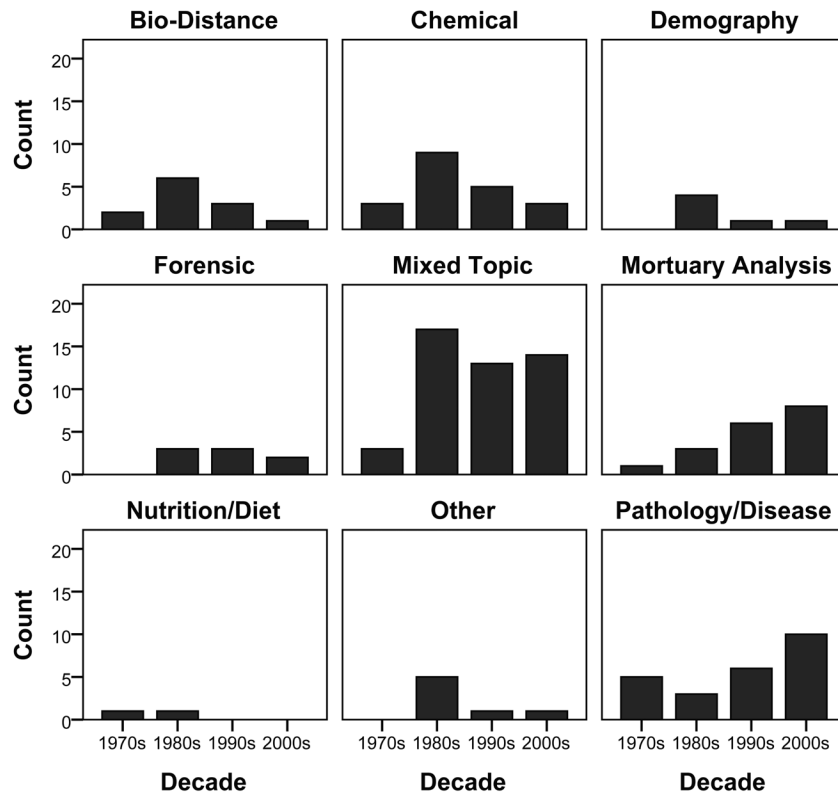 Bio-Distance Chemical Demography
20
15
10
5
0
Count
Forensic Mixed Topic Mortuary Analysis
20
15
10
5
0
Count
Nutrition/Diet Other Pathology/Disease
20
15
10
5
0
Count
1970s 1980s 1990s 2000s 1970s 1980s 1990s 2000s 1970s 1980s 1990s 2000s
Decade Decade Decade